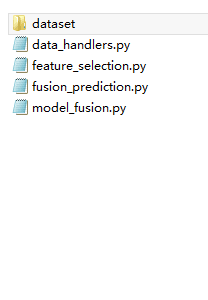 dataset
data_handlers.py
feature_selection.py
fusion_prediction.py
model_fusion.py